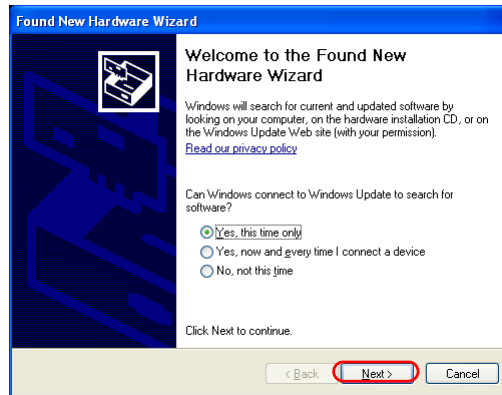 Found New Hardware Wizard
Welcome to the Found New
Hardware Wizard
Windows will search for current and updated software by
looking on your computer, on the hardware installation CD, or on
the Windows Update Web site (with your permission).
Read our privacy policy
Can Windows connect to Windows Update to search for
software?
Yes, this time only
Yes, now and every time I connect a device
No, not this time
Click Next to continue.
< Back
Next >
Cancel